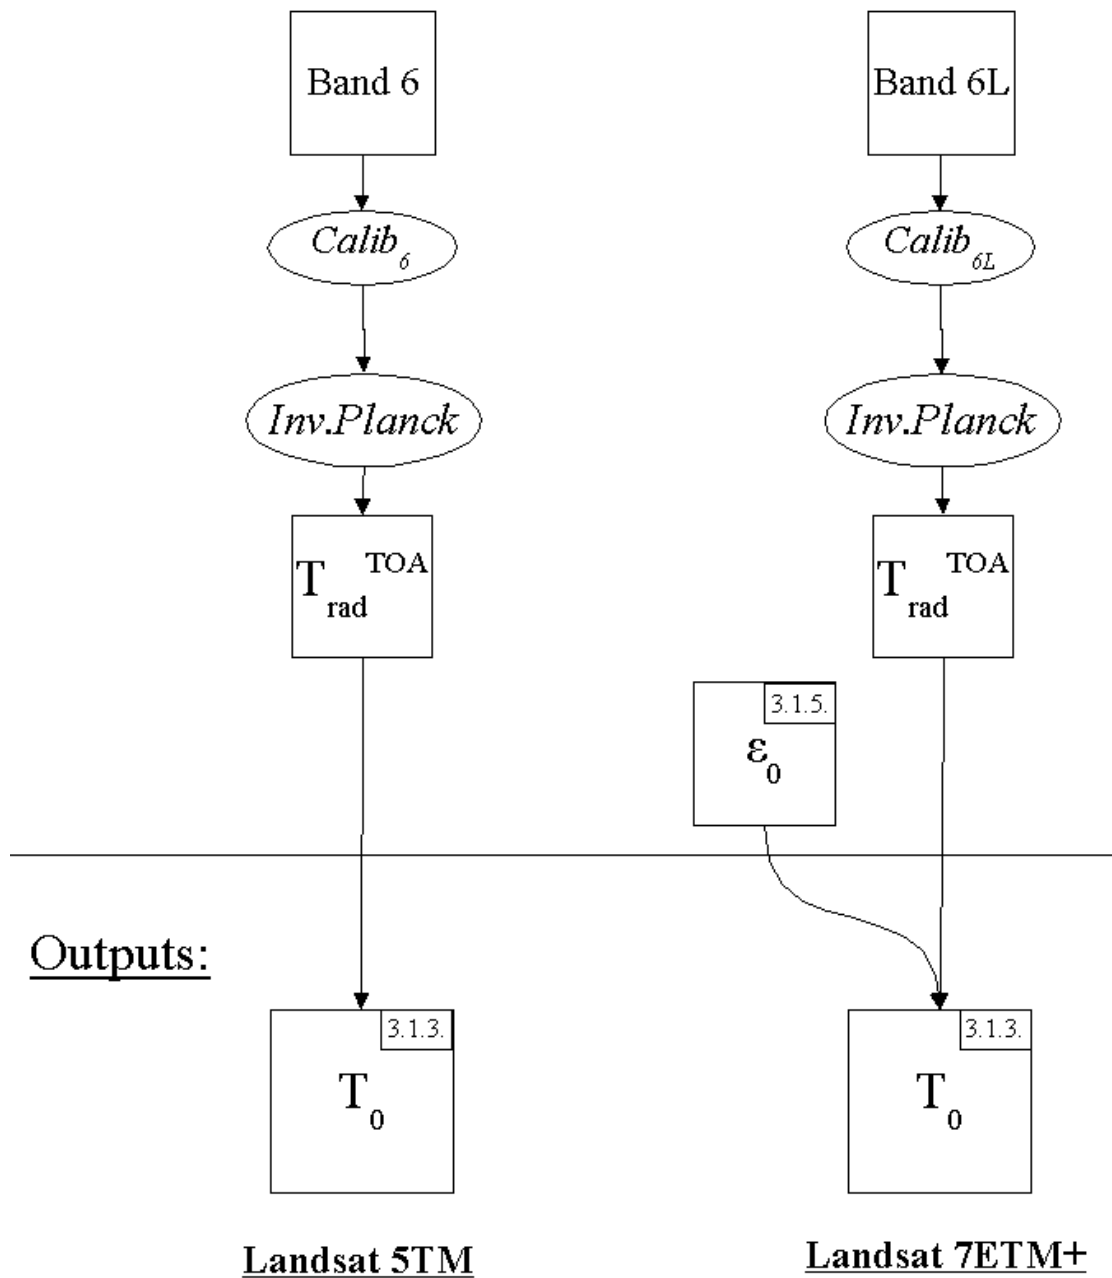 Band 6
Band 6L
Calib6
Calib6L
Inv.Planck
Inv.Planck
Trad TOA
Trad TOA
3.1.5.
ε0
Outputs:
3.1.3.
3.1.3.
T0
T0
Landsat 5TM
Landsat 7ETM+